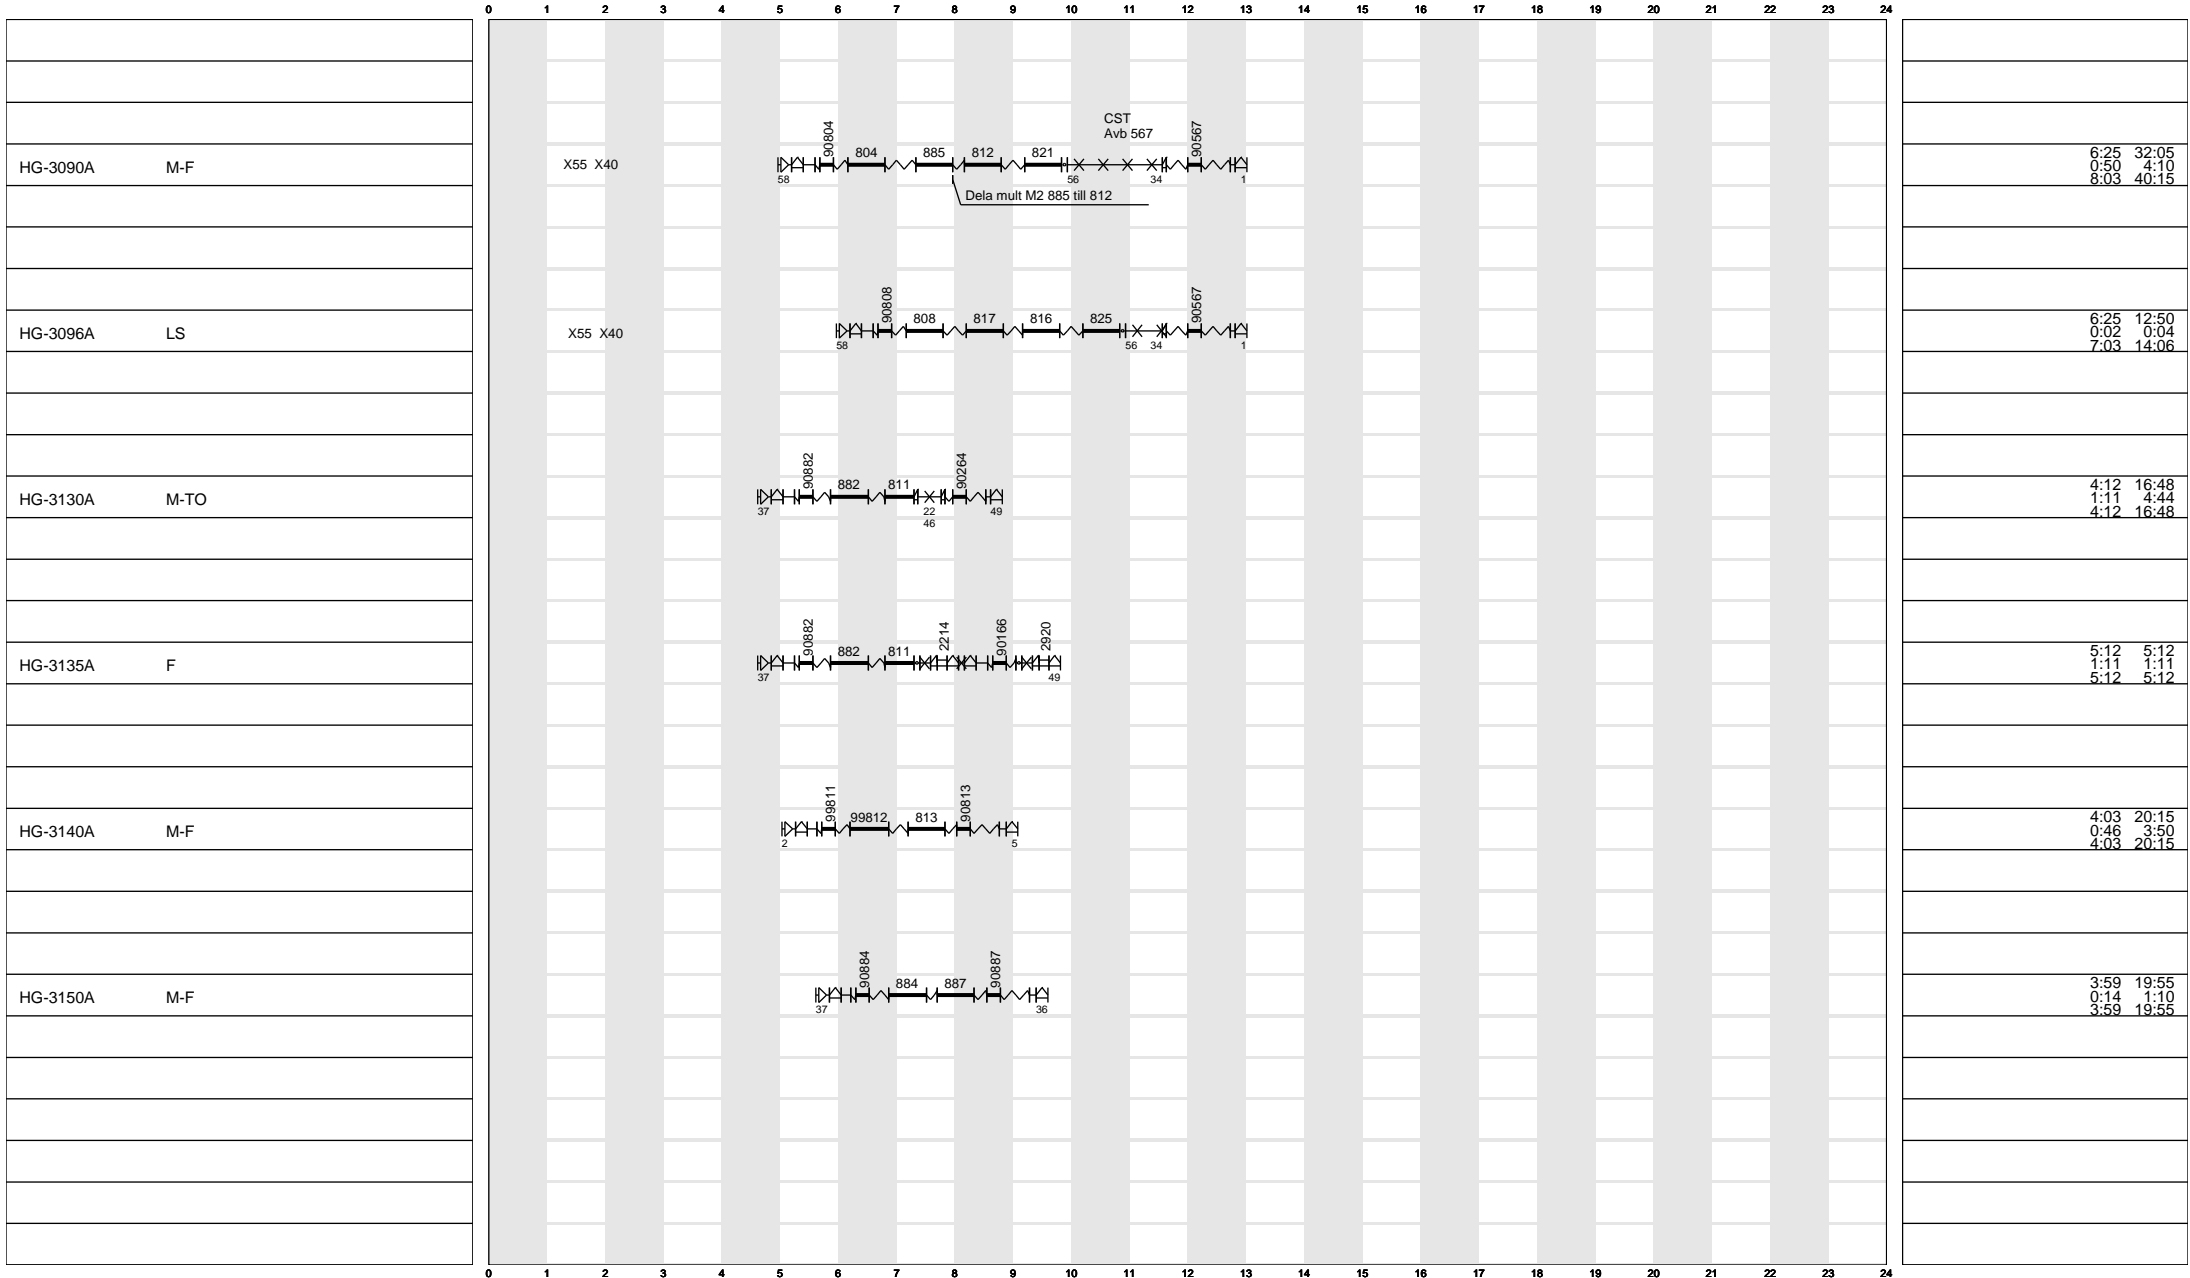 0 1 2 3 4 5 6 7 8 9 10 11 12 13 14 15 16 17 18 19 20 21 22 23 24
CST
Avb 567
90804 804 885 812 821 90567
HG-3090A M-F X55 X40
58 56 34 1
Dela mult M2 885 till 812
6:25 32:05
0:50 4:10
8:03 40:15
90808 808 817 816 825 90567
HG-3096A LS X55 X40
58 56 34 1
6:25 12:50
0:02 0:04
7:03 14:06
90882 882 811 90264
HG-3130A M-TO
37 22 49
46
4:12 16:48
1:11 4:44
4:12 16:48
90882 882 811 2214 90166 2920
HG-3135A F
37 49
5:12 5:12
1:11 1:11
5:12 5:12
99811 99812 813 90813
HG-3140A M-F
2 5
4:03 20:15
0:46 3:50
4:03 20:15
90884 884 887 90887
HG-3150A M-F
37 36
3:59 19:55
0:14 1:10
3:59 19:55
0 1 2 3 4 5 6 7 8 9 10 11 12 13 14 15 16 17 18 19 20 21 22 23 24